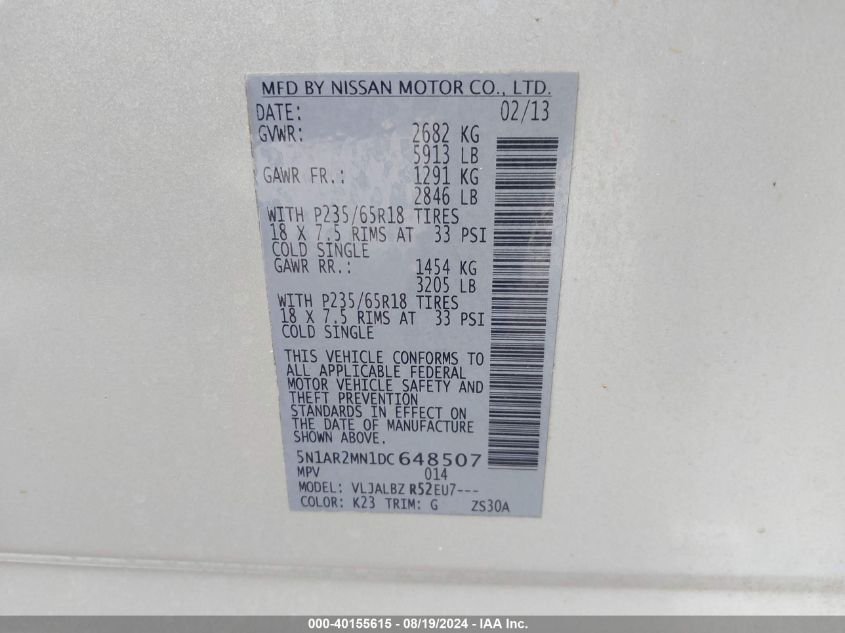 MFD BY NISSAN MOTOR CO., LTD.
DATE: 02/13
GVWR: 2682 KG
5913 LB
GAWR FR.: 1291 KG
2846 LB
WITH P235/65R18 TIRES
18 X 7.5 RIMS AT 33 PSI
COLD SINGLE
GAWR RR.: 1454 KG
3205 LB
WITH P235/65R18 TIRES
18 X 7.5 RIMS AT 33 PSI
COLD SINGLE
THIS VEHICLE CONFORMS TO
ALL APPLICABLE FEDERAL
MOTOR VEHICLE SAFETY AND
THEFT PREVENTION
STANDARDS IN EFFECT ON
THE DATE OF MANUFACTURE
SHOWN ABOVE.
5N1AR2MN1DC648507
MPV 014
MODEL: VLJALBZ R52EU7---
COLOR: K23 TRIM: G ZS30A
000-40155615 - 08/19/2024 - IAA Inc.